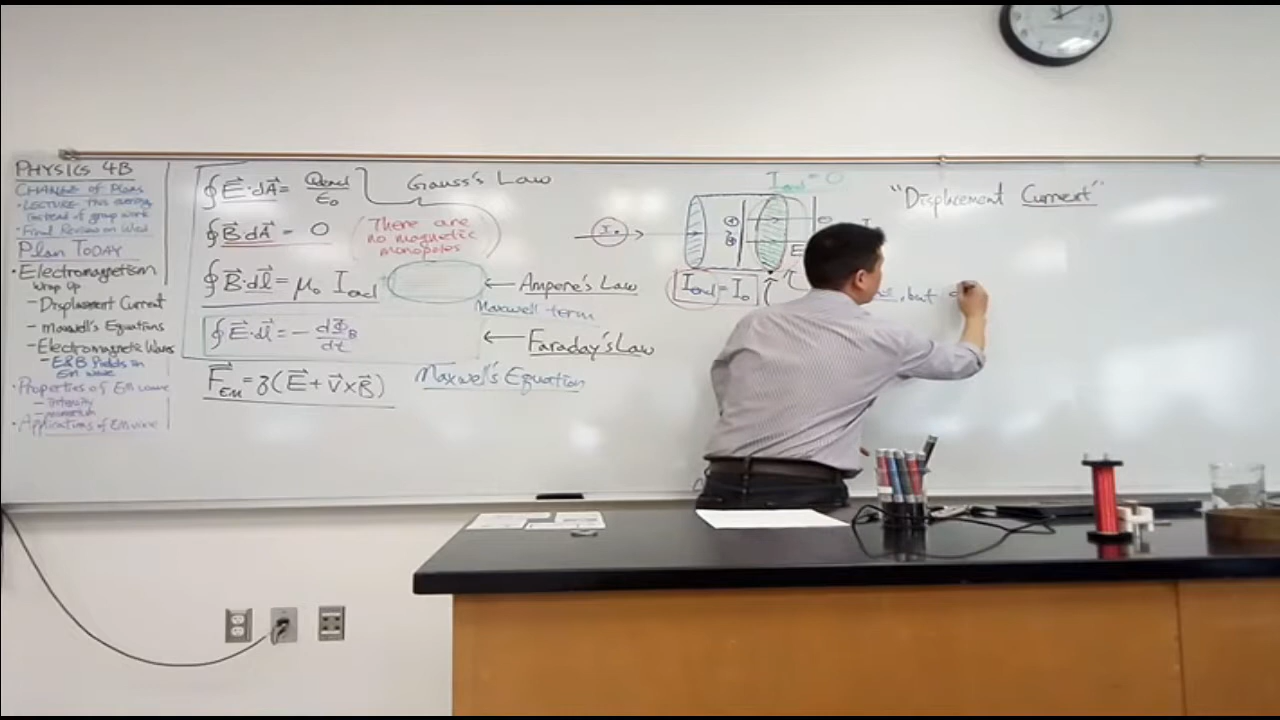 PHYSICS 4B
CHANGE of Plans
• LECTURE this evening
instead of group work
• Final Review on Wed
Plan TODAY
• Electromagnetism
Wrap Up
– Displacement Current
– Maxwell's Equations
– Electromagnetic Waves
– E&B fields in
EM wave
• Properties of EM wave
– Intensity
– momentum
• Applications of EM wave
∮E⃗·dA⃗ = Qencl/ε₀
Gauss's Law
∮B⃗·dA⃗ = 0
(There are
no magnetic
monopoles)
∮B⃗·dl⃗ = μ₀ Iencl
← Ampere's Law
Maxwell term
∮E⃗·dl⃗ = − dΦB/dt
← Faraday's Law
F⃗EM = q(E⃗ + v⃗ × B⃗)
Maxwell's Equation
I₀
Iencl = 0
E
Iencl = I₀
"Displacement Current"
, but